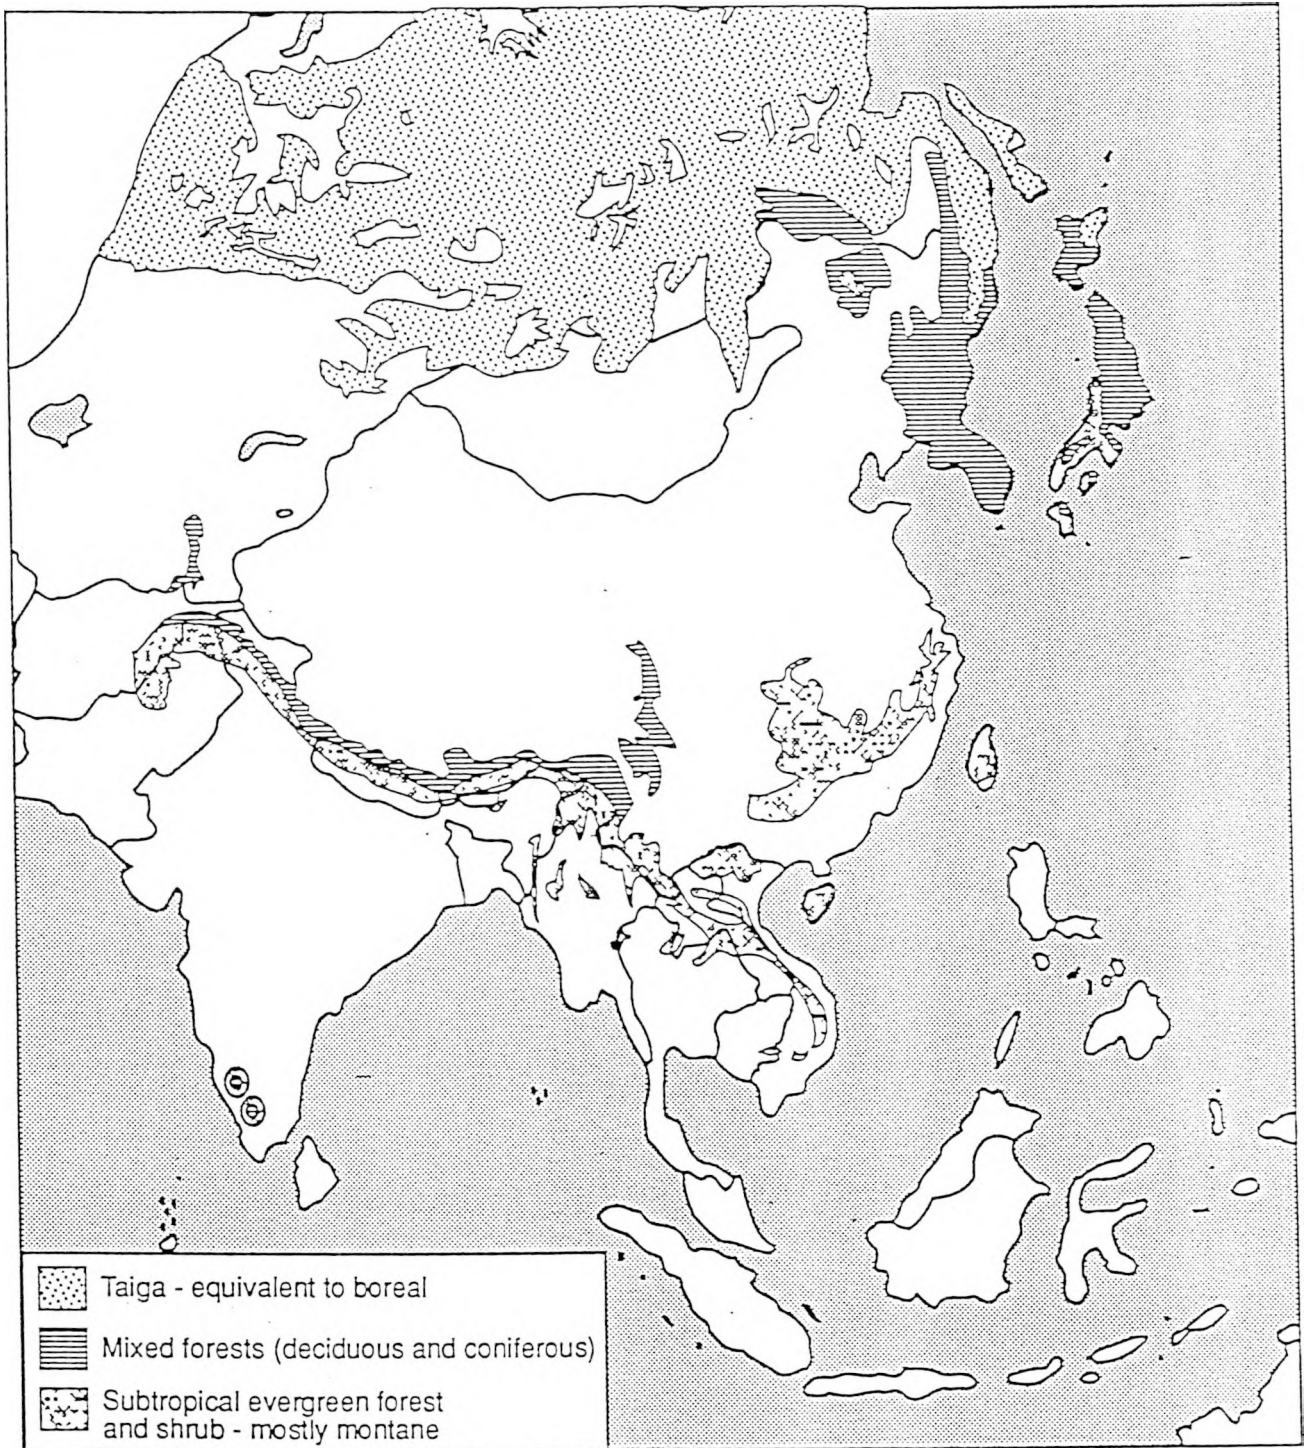 Taiga - equivalent to boreal
Mixed forests (deciduous and coniferous)
Subtropical evergreen forest
and shrub - mostly montane